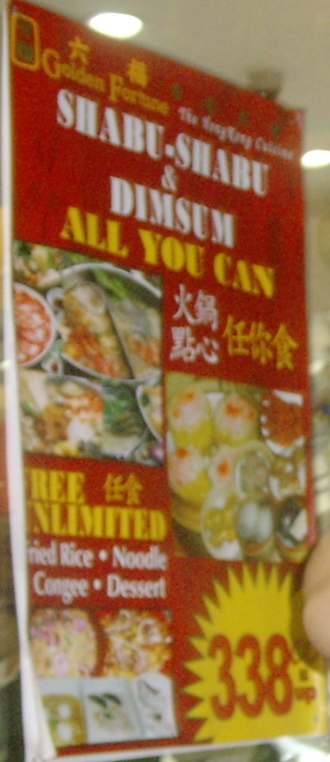 六福
Golden Fortune
The HongKong Cuisine
SHABU-SHABU
&
DIMSUM
ALL YOU CAN
火鍋
點心 任你食
REE 任食
NLIMITED
ried Rice • Noodle
Congee • Dessert
338